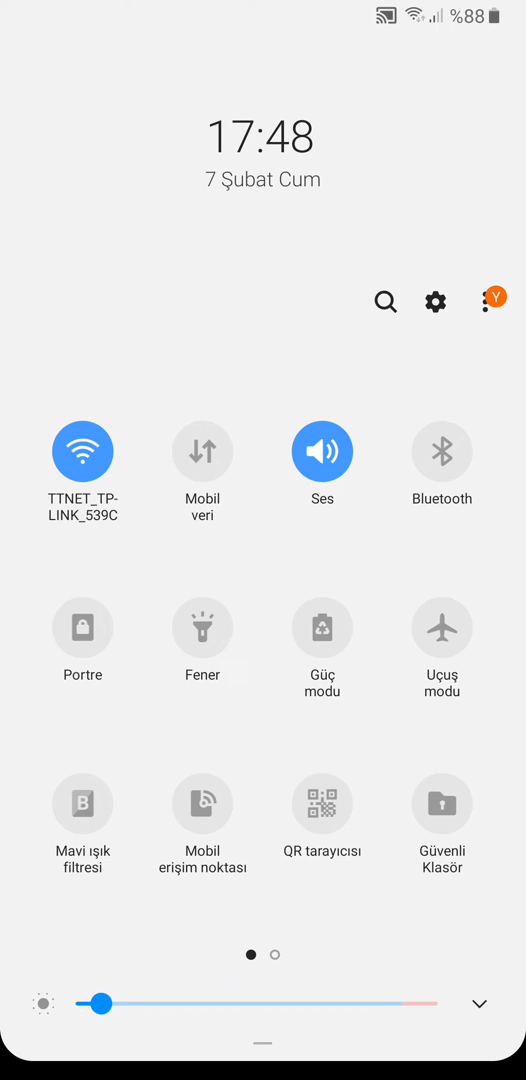 %88
17:48
7 Şubat Cum
Y
TTNET_TP-
LINK_539C
Mobil
veri
Ses
Bluetooth
Portre
Fener
Güç
modu
Uçuş
modu
B
Mavi ışık
filtresi
Mobil
erişim noktası
QR tarayıcısı
Güvenli
Klasör